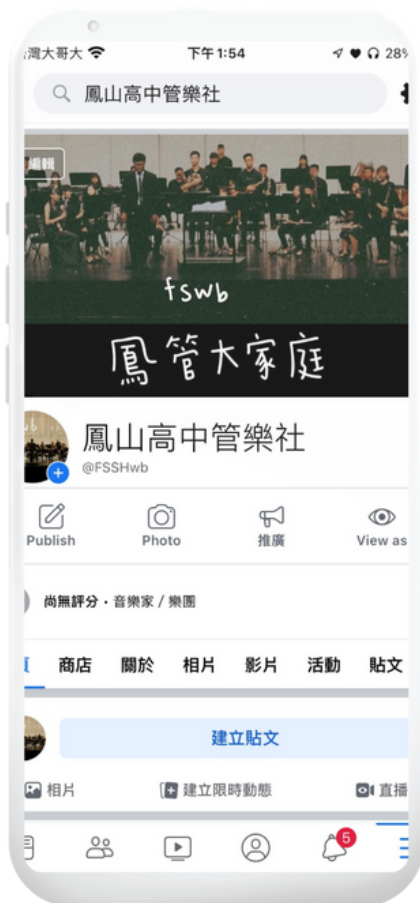 灣大哥大 下午1:54 28%
鳳山高中管樂社
編輯
fswb
鳳管大家庭
鳳山高中管樂社
@FSSHwb
Publish Photo 推廣 View as
尚無評分・音樂家 / 樂團
商店 關於 相片 影片 活動 貼文
建立貼文
相片 建立限時動態 直播
5